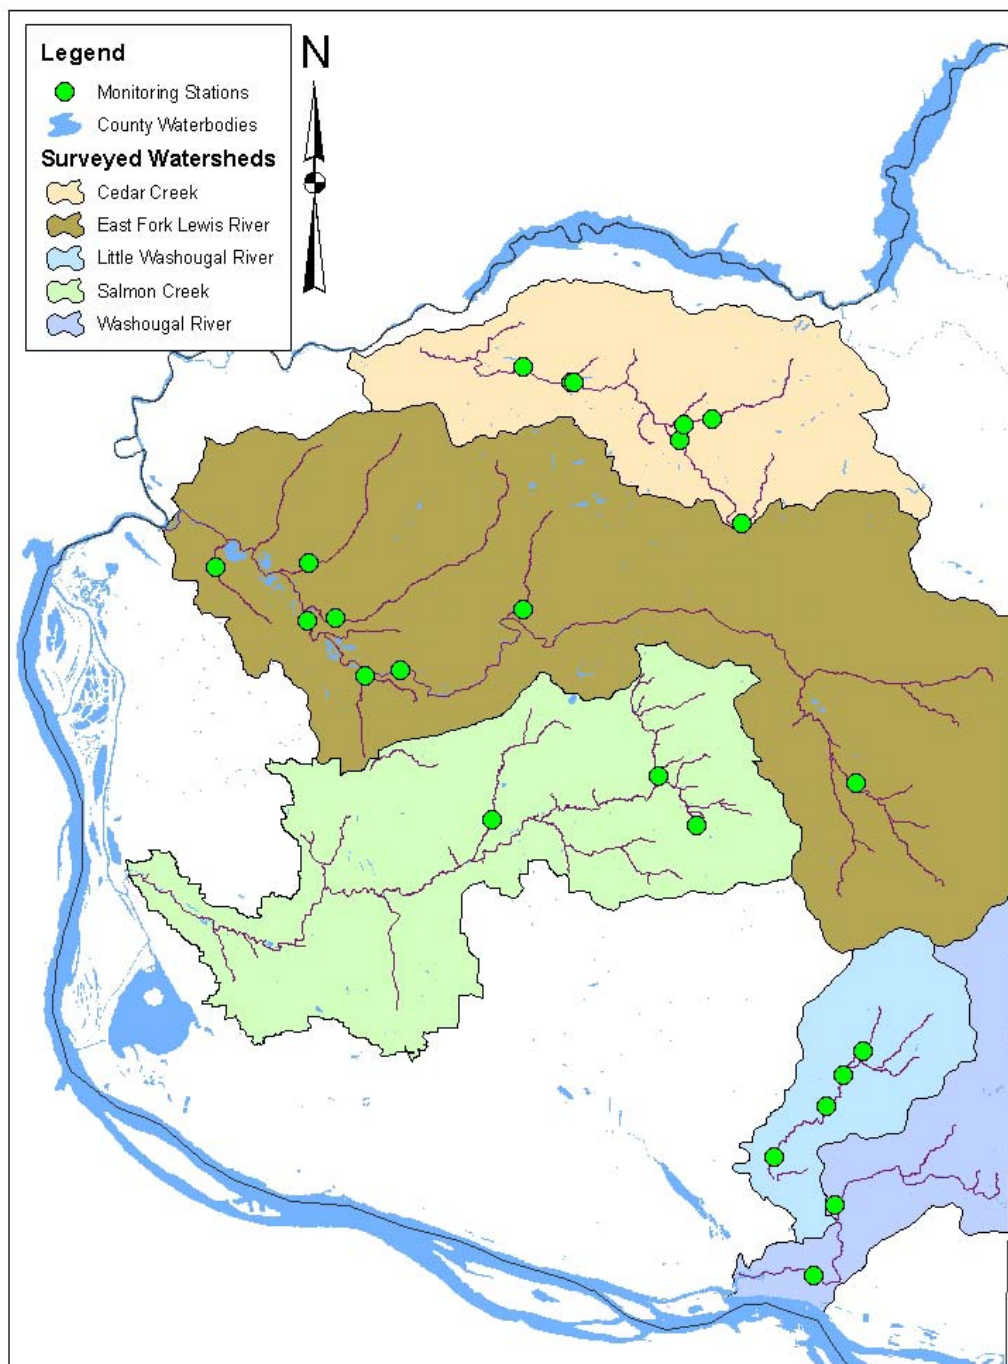 Legend
Monitoring Stations
County Waterbodies
Surveyed Watersheds
Cedar Creek
East Fork Lewis River
Little Washougal River
Salmon Creek
Washougal River
N